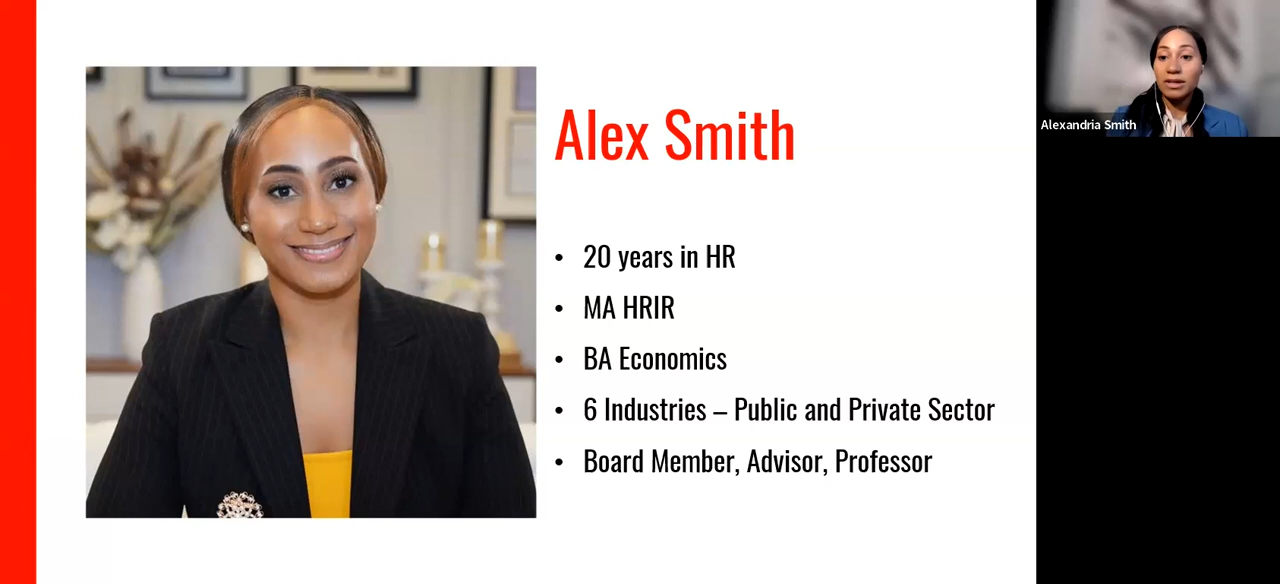 Alex Smith
• 20 years in HR
• MA HRIR
• BA Economics
• 6 Industries – Public and Private Sector
• Board Member, Advisor, Professor
Alexandria Smith